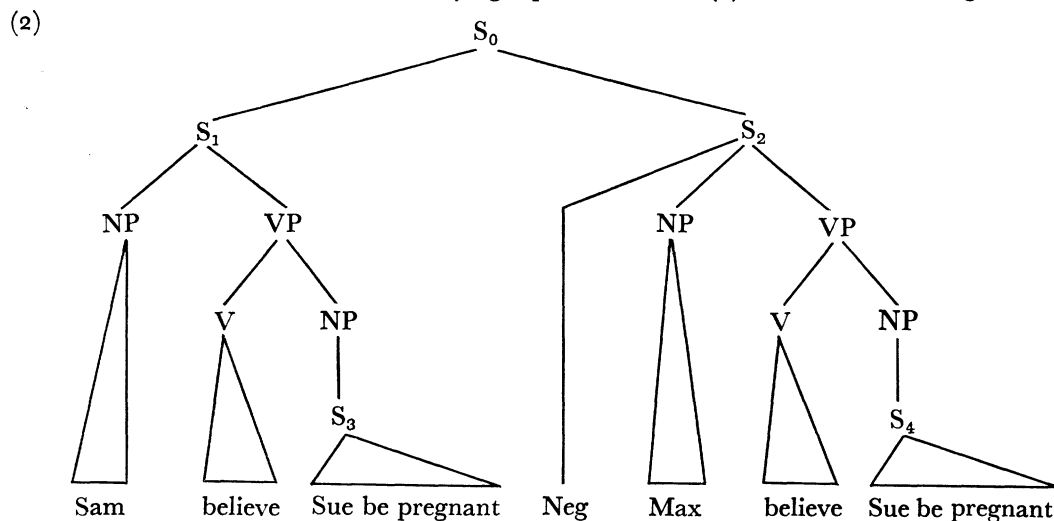 (2)
S₀
S₁ S₂
NP VP NP VP
V NP V NP
S₃ S₄
Sam believe Sue be pregnant Neg Max believe Sue be pregnant